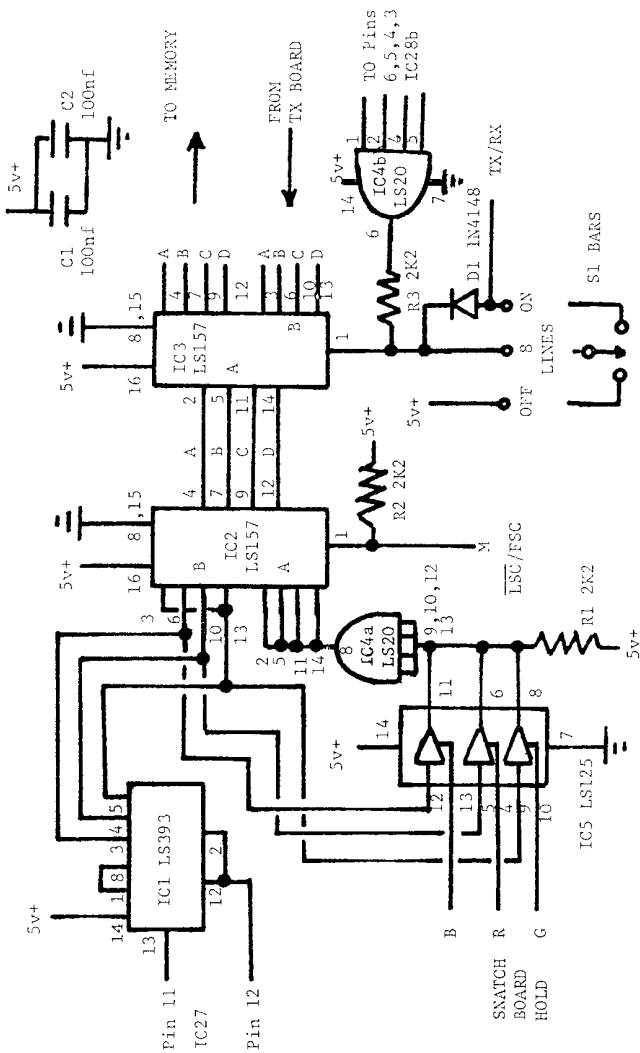 5v+
C1
100nf
C2
100nf
TO MEMORY
FROM
TX BOARD
5v+
14
1
2
4
5
TO Pins
6,5,4,3
IC28b
IC4b
LS20
6
7
R3 2K2
D1 1N4148
TX/RX
5v+
16
8,15
IC3
LS157
A
B
2
5
11
14
A
4
B
7
C
9
D
12
A
3
B
6
C
10
D
13
1
5v+
OFF
8
LINES
ON
S1 BARS
A
B
C
D
5v+
16
8,15
IC2
LS157
B
A
4
7
9
12
3
6
10
13
2
5
11
14
1
5v+
R2 2K2
M
LSC/FSC
8
IC4a
LS20
9,10,12
13
R1 2K2
5v+
5v+
14
1
8
3
4
5
13
IC1 LS393
12
2
Pin 11
IC27
Pin 12
5v+
14
11
6
8
12
13
5
4
9
10
7
IC5 LS125
B
R
G
SNATCH
BOARD
HOLD